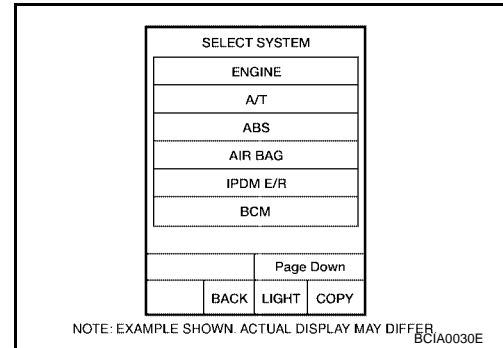 SELECT SYSTEM
ENGINE
A/T
ABS
AIR BAG
IPDM E/R
BCM
Page Down
BACK LIGHT COPY
NOTE: EXAMPLE SHOWN. ACTUAL DISPLAY MAY DIFFER.
BCIA0030E